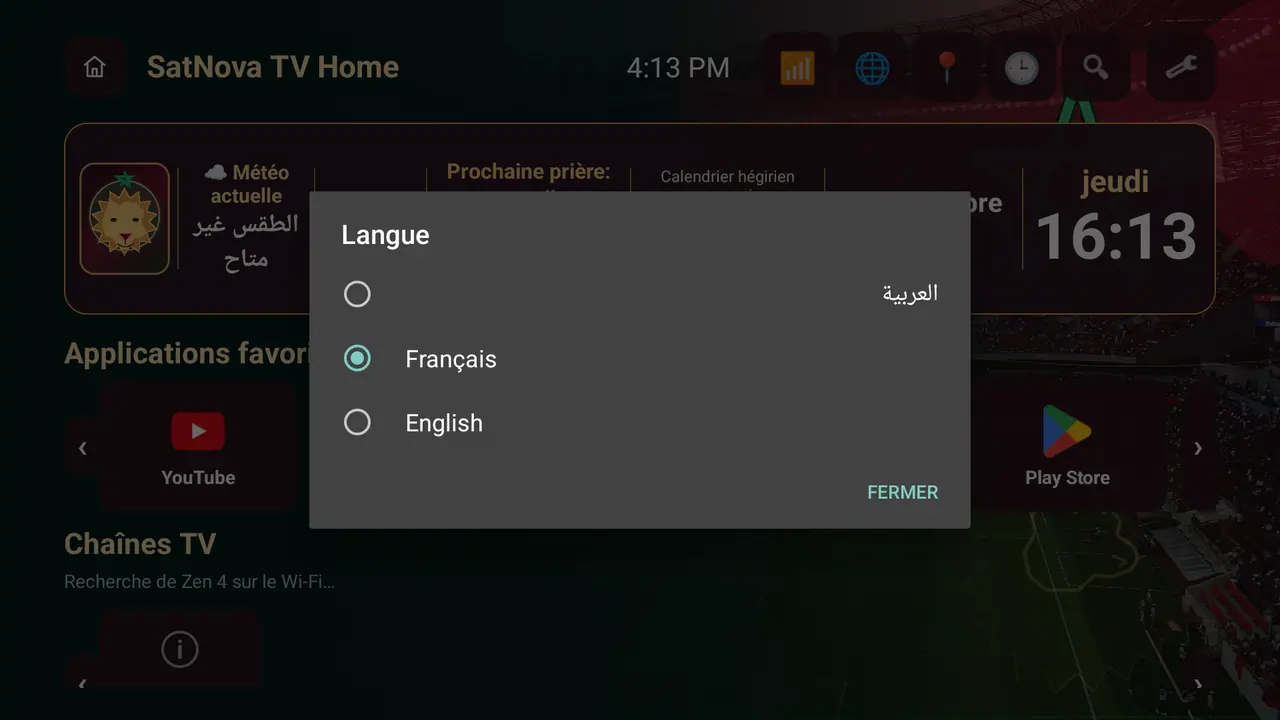 SatNova TV Home
4:13 PM
Météo
actuelle
الطقس غير
متاح
Prochaine prière:
Calendrier hégirien
jeudi
16:13
Langue
العربية
Français
English
FERMER
Applications favori
YouTube
Play Store
Chaînes TV
Recherche de Zen 4 sur le Wi-Fi…